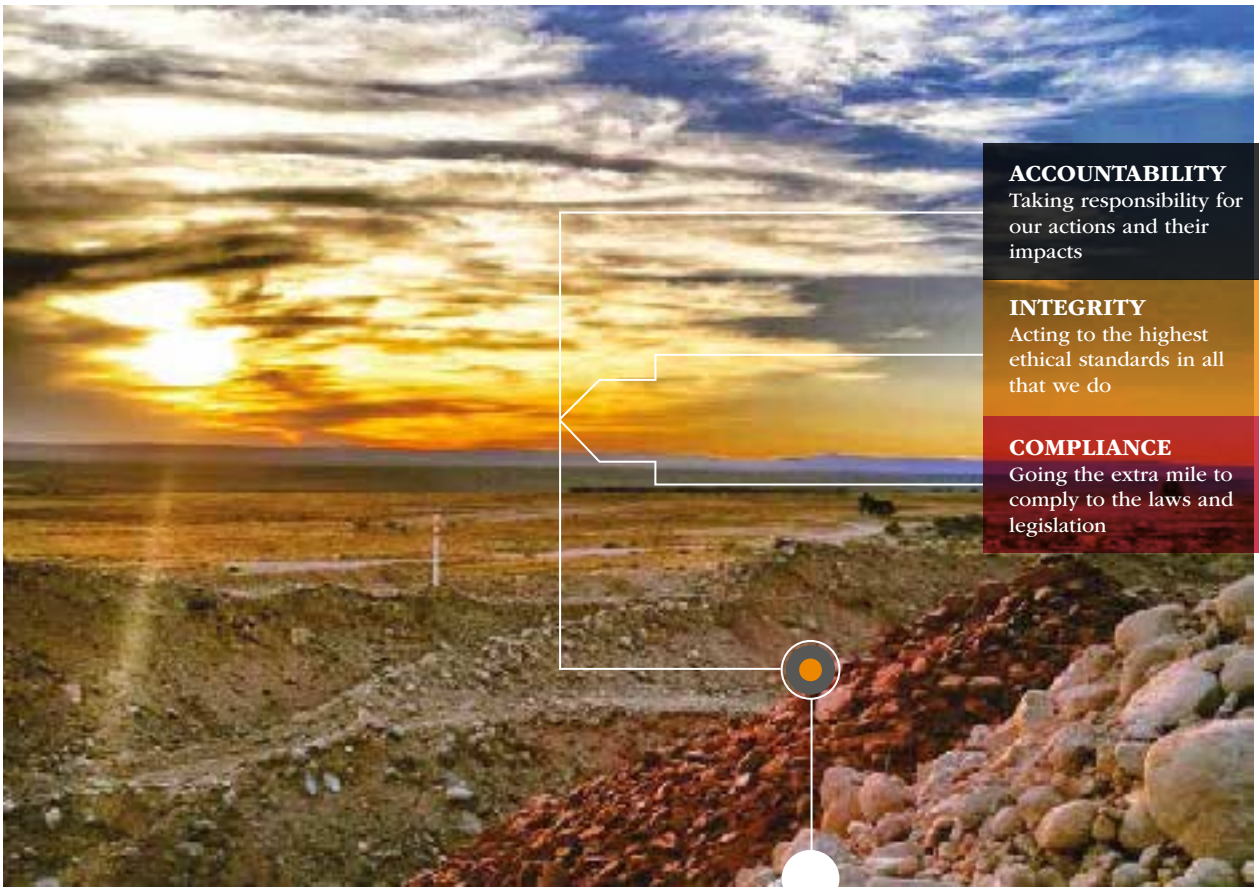 ACCOUNTABILITY
Taking responsibility for
our actions and their
impacts
INTEGRITY
Acting to the highest
ethical standards in all
that we do
COMPLIANCE
Going the extra mile to
comply to the laws and
legislation